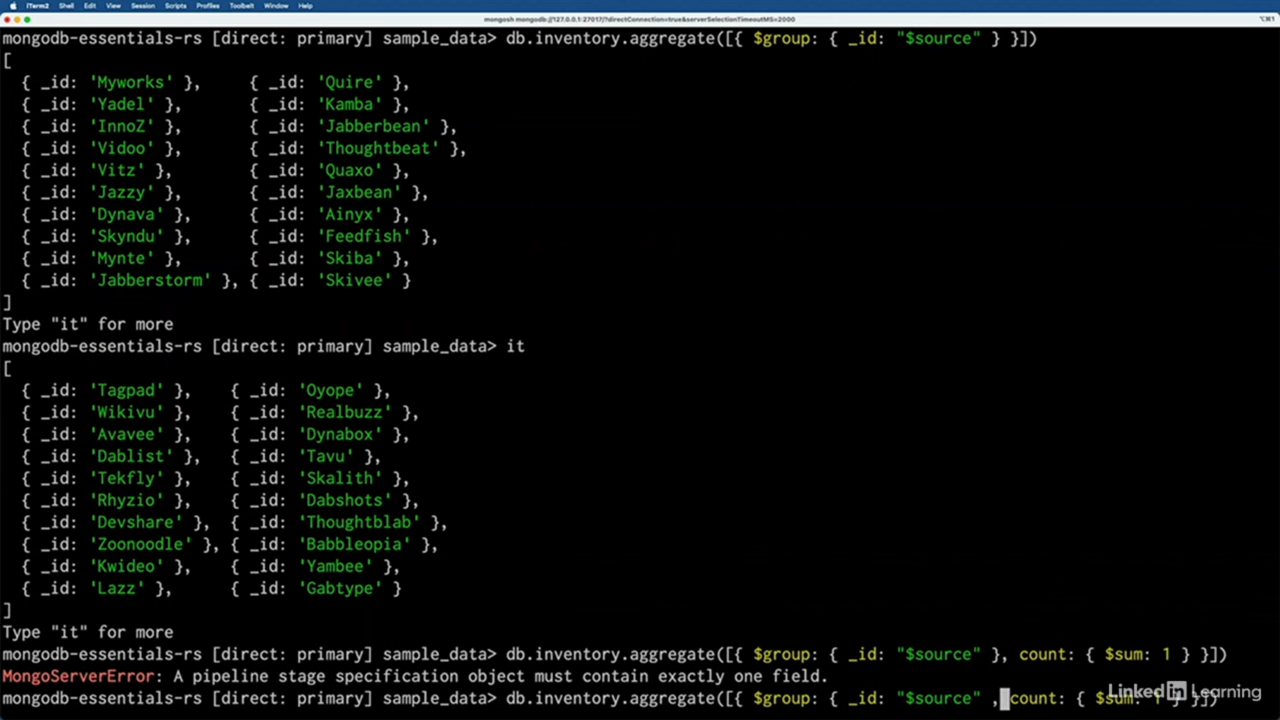 iTerm2 Shell Edit View Session Scripts Profiles Toolbelt Window Help
mongosh mongodb://127.0.0.1:27017/?directConnection=true&serverSelectionTimeoutMS=2000 ⌥⌘1
mongodb-essentials-rs [direct: primary] sample_data> db.inventory.aggregate([{ $group: { _id: "$source" } }])
[
{ _id: 'Myworks' }, { _id: 'Quire' },
{ _id: 'Yadel' }, { _id: 'Kamba' },
{ _id: 'InnoZ' }, { _id: 'Jabberbean' },
{ _id: 'Vidoo' }, { _id: 'Thoughtbeat' },
{ _id: 'Vitz' }, { _id: 'Quaxo' },
{ _id: 'Jazzy' }, { _id: 'Jaxbean' },
{ _id: 'Dynava' }, { _id: 'Ainyx' },
{ _id: 'Skyndu' }, { _id: 'Feedfish' },
{ _id: 'Mynte' }, { _id: 'Skiba' },
{ _id: 'Jabberstorm' }, { _id: 'Skivee' }
]
Type "it" for more
mongodb-essentials-rs [direct: primary] sample_data> it
[
{ _id: 'Tagpad' }, { _id: 'Oyope' },
{ _id: 'Wikivu' }, { _id: 'Realbuzz' },
{ _id: 'Avavee' }, { _id: 'Dynabox' },
{ _id: 'Dablist' }, { _id: 'Tavu' },
{ _id: 'Tekfly' }, { _id: 'Skalith' },
{ _id: 'Rhyzio' }, { _id: 'Dabshots' },
{ _id: 'Devshare' }, { _id: 'Thoughtblab' },
{ _id: 'Zoonoodle' }, { _id: 'Babbleopia' },
{ _id: 'Kwideo' }, { _id: 'Yambee' },
{ _id: 'Lazz' }, { _id: 'Gabtype' }
]
Type "it" for more
mongodb-essentials-rs [direct: primary] sample_data> db.inventory.aggregate([{ $group: { _id: "$source" }, count: { $sum: 1 } }])
MongoServerError: A pipeline stage specification object must contain exactly one field.
mongodb-essentials-rs [direct: primary] sample_data> db.inventory.aggregate([{ $group: { _id: "$source" , count: { $sum: 1 } }])
LinkedIn Learning